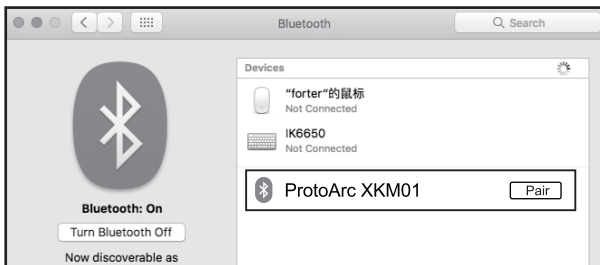 Bluetooth
Search
Devices
"forter"的鼠标
Not Connected
IK6650
Not Connected
ProtoArc XKM01
Pair
Bluetooth: On
Turn Bluetooth Off
Now discoverable as